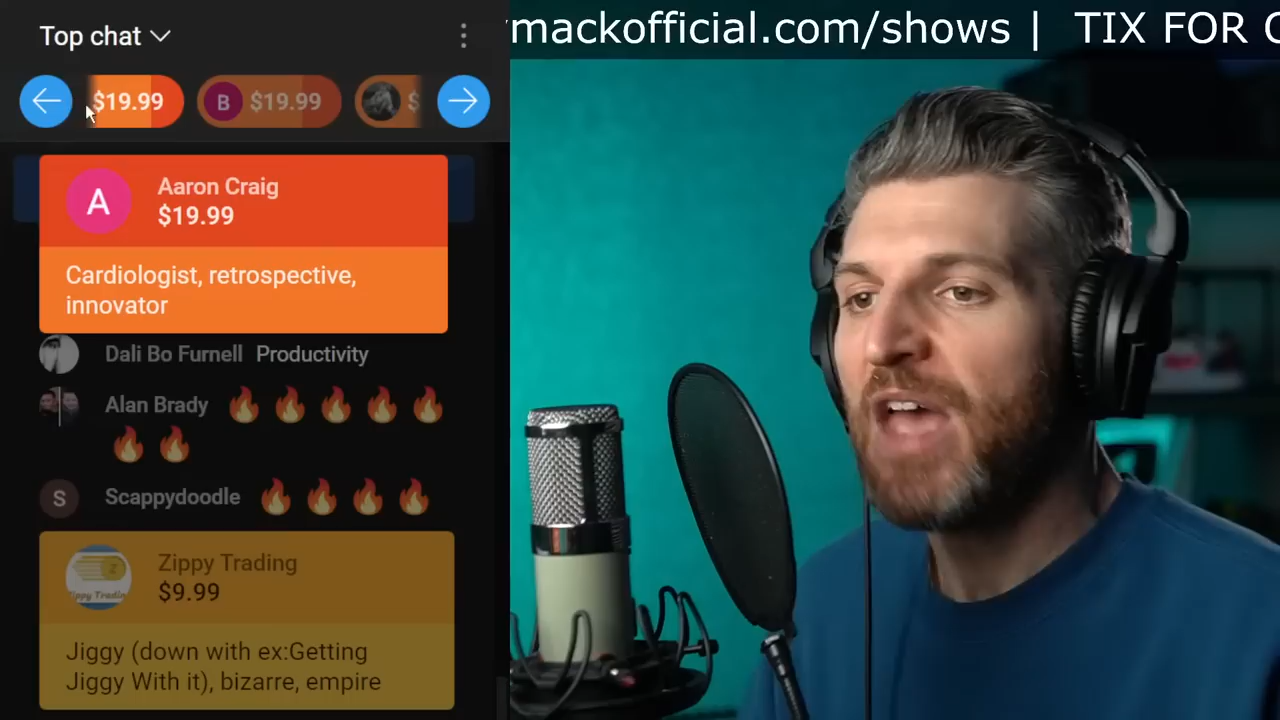 Top chat
mackofficial.com/shows | TIX FOR
$19.99
B $19.99
$
A Aaron Craig
$19.99
Cardiologist, retrospective,
innovator
Dali Bo Furnell Productivity
Alan Brady 🔥🔥🔥🔥🔥
🔥🔥
S Scappydoodle 🔥🔥🔥🔥
Zippy Trading
$9.99
Jiggy (down with ex:Getting
Jiggy With it), bizarre, empire